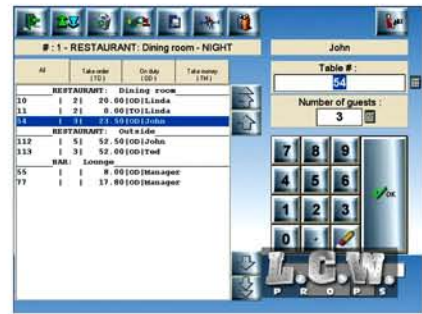 # : 1 - RESTAURANT: Dining room - NIGHT
John
All
Take order (TO)
On duty (OD)
Take money (TM)
Table # :
54
Number of guests :
3
RESTAURANT: Dining room
10 | 2| 20.00|OD|Linda
11 | 2| 0.00|TO|Linda
54 | 3| 23.50|OD|John
RESTAURANT: Outside
112 | 5| 52.50|OD|John
113 | 3| 52.00|OD|Ted
BAR: Lounge
55 | | 8.00|OD|Manager
77 | | 17.80|OD|Manager
7 8 9
4 5 6
1 2 3
0 .
OK
L.C.W.
PROPS